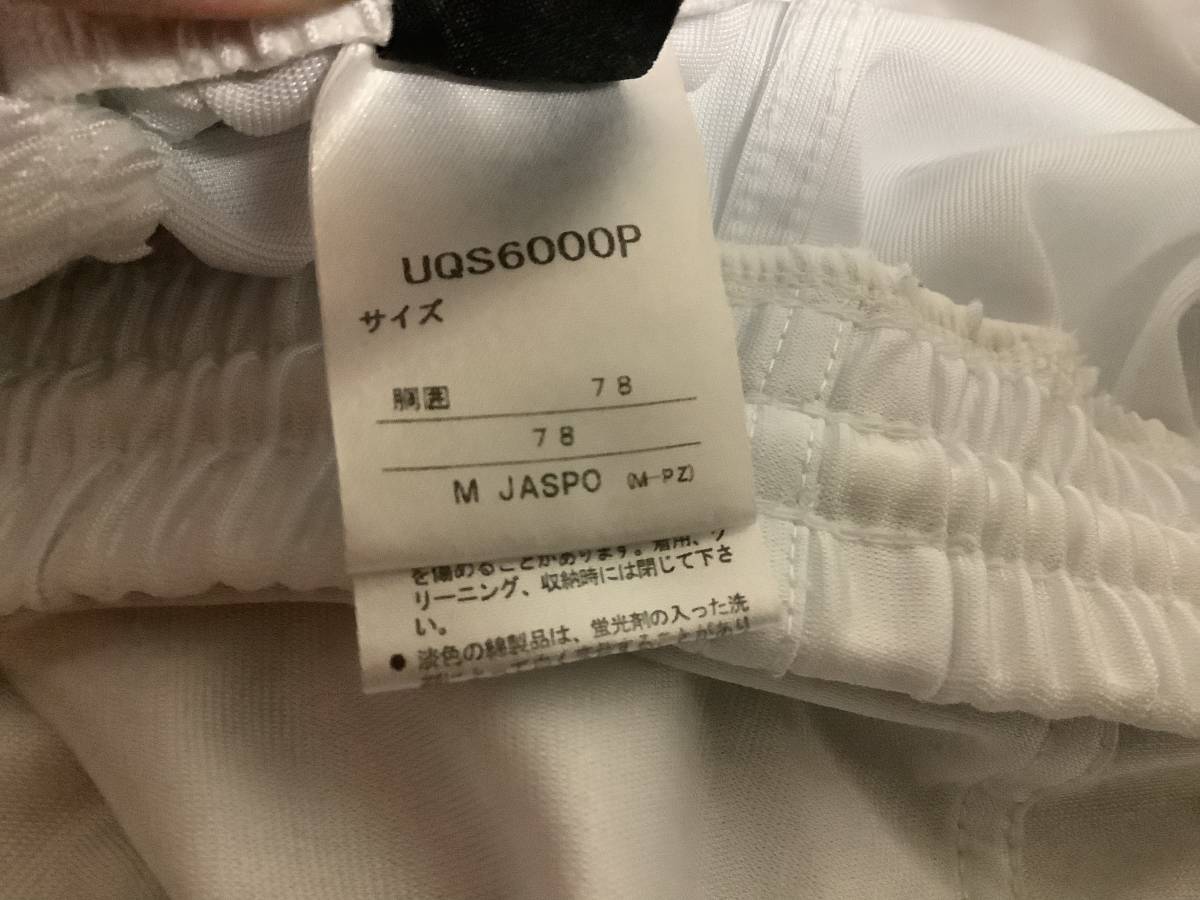 UQS6000P
サイズ
胴囲 78
78
M JASPO (M-PZ)
を傷めることがあります。着用、ク
リーニング、収納時には閉じて下さ
い。
● 淡色の綿製品は、蛍光剤の入った洗